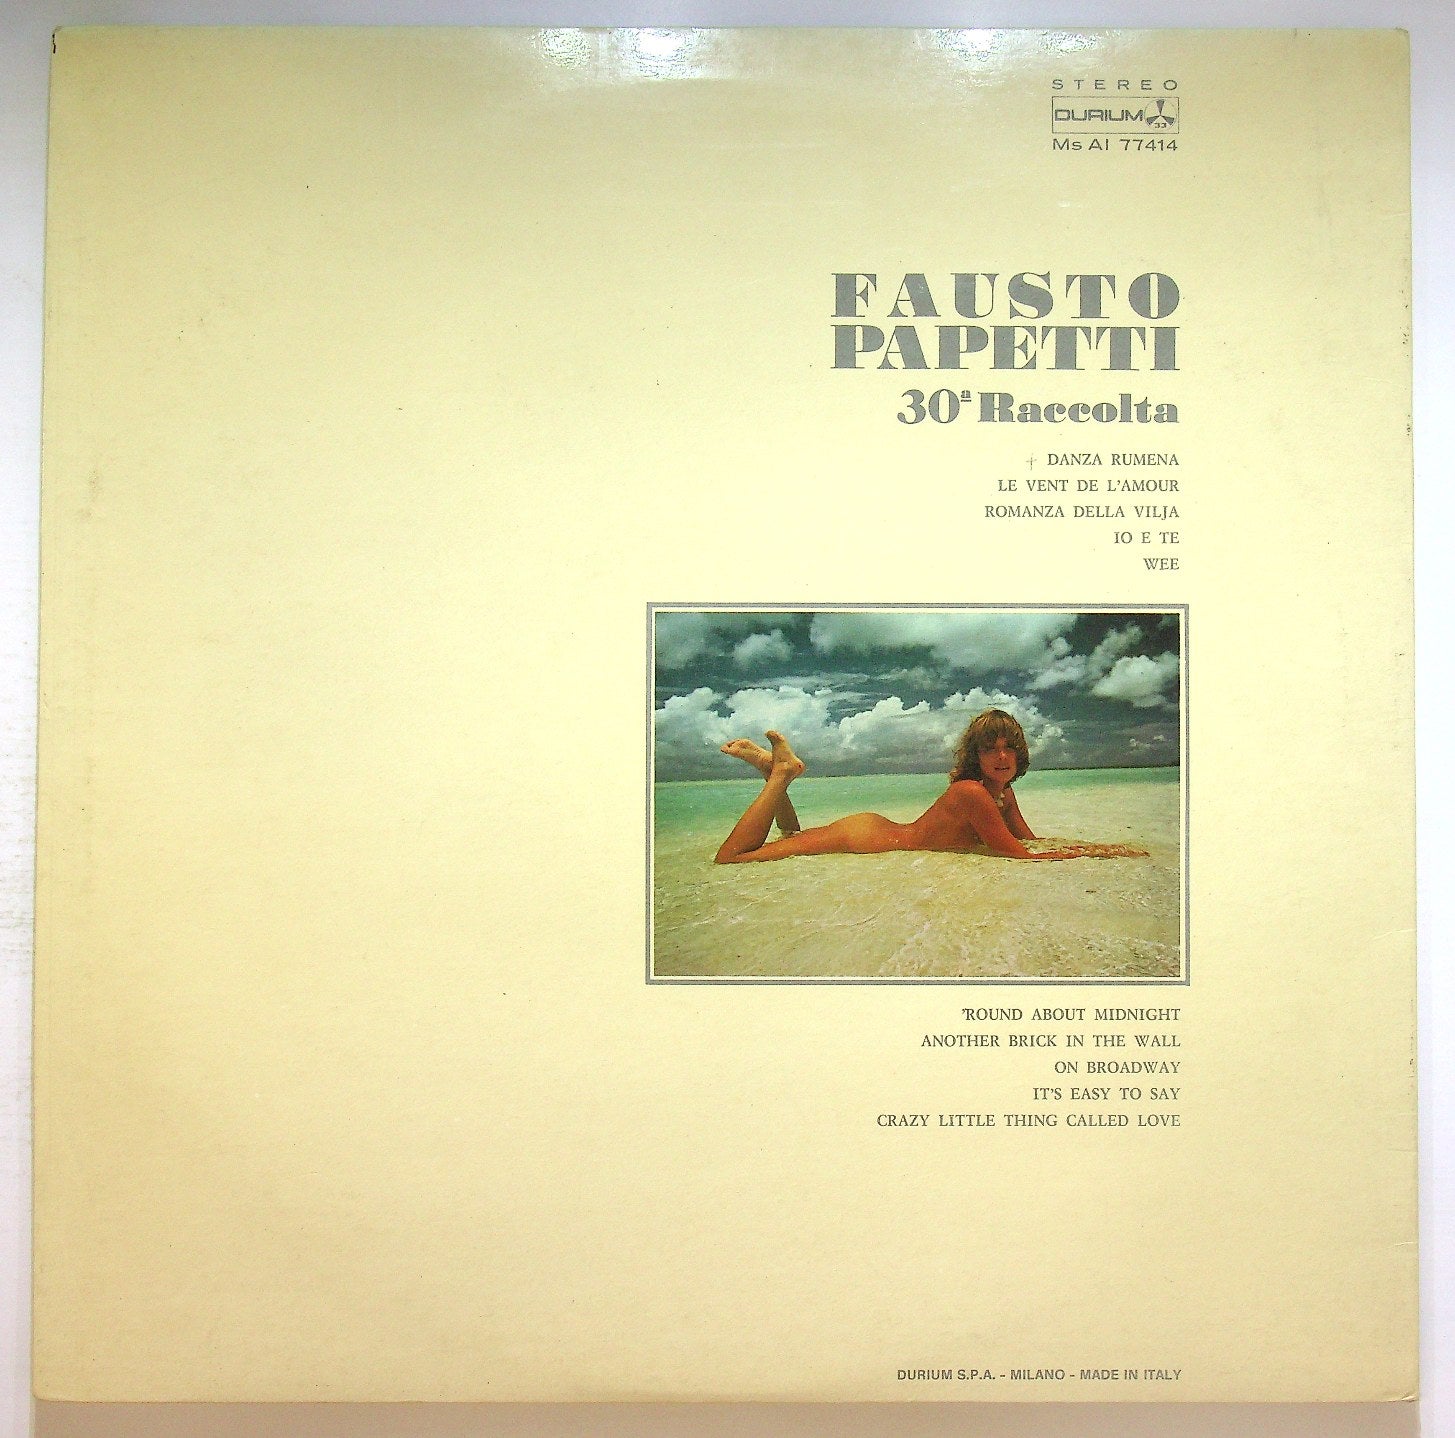 STEREO
DURIUM
33
Ms AI 77414
FAUSTO
PAPETTI
30ª Raccolta
DANZA RUMENA
LE VENT DE L'AMOUR
ROMANZA DELLA VILJA
IO E TE
WEE
'ROUND ABOUT MIDNIGHT
ANOTHER BRICK IN THE WALL
ON BROADWAY
IT'S EASY TO SAY
CRAZY LITTLE THING CALLED LOVE
DURIUM S.P.A. - MILANO - MADE IN ITALY